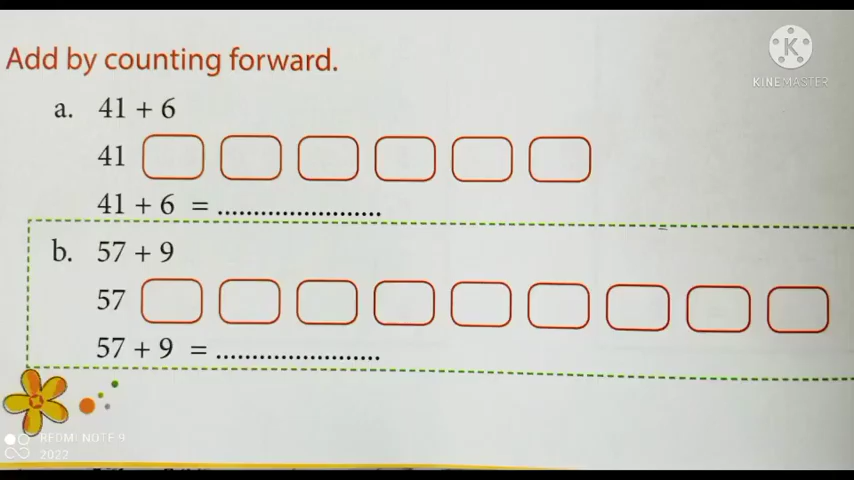 Add by counting forward.
K
KINEMASTER
a. 41 + 6
41
41 + 6 = .......................
b. 57 + 9
57
57 + 9 = .......................
REDMI NOTE 9
2022